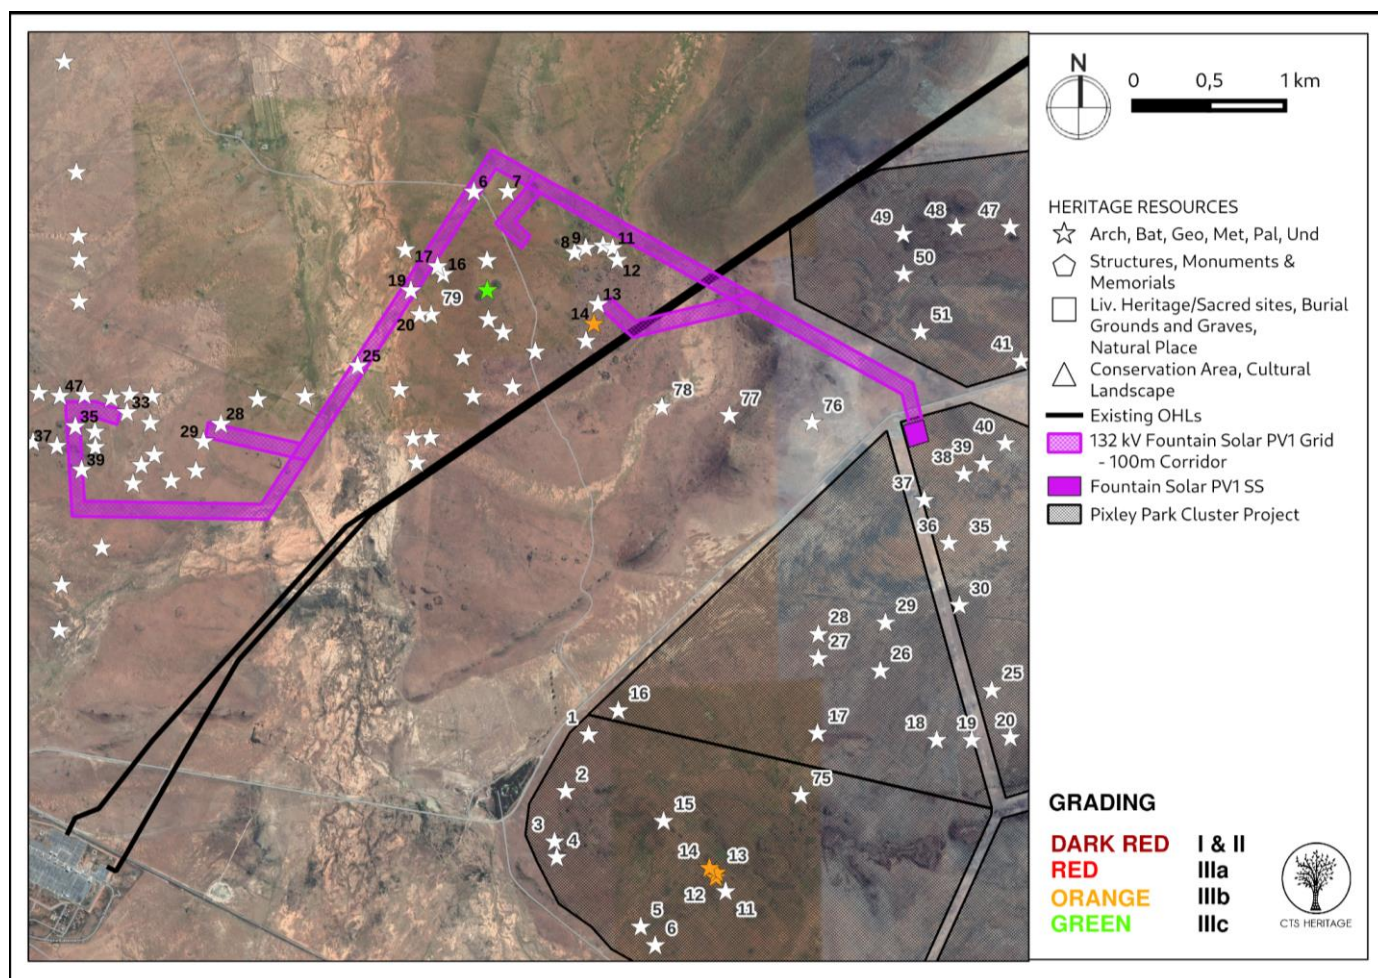 N
0 0,5 1 km
HERITAGE RESOURCES
Arch, Bat, Geo, Met, Pal, Und
Structures, Monuments &
Memorials
Liv. Heritage/Sacred sites, Burial
Grounds and Graves,
Natural Place
Conservation Area, Cultural
Landscape
Existing OHLs
132 kV Fountain Solar PV1 Grid
- 100m Corridor
Fountain Solar PV1 SS
Pixley Park Cluster Project
GRADING
DARK RED I & II
RED IIIa
ORANGE IIIb
GREEN IIIc
CTS HERITAGE
6 7
49 48 47
8 9 11
17 16 12
50
19 79
13
20 14
51
25
41
47 33
78 77 76
35 28
37 29
39
40
39
38
37
36 35
30
29
28
27
26
25
16
1
17 18 19 20
2
75
15
3
4
14 13
12
11
5
6